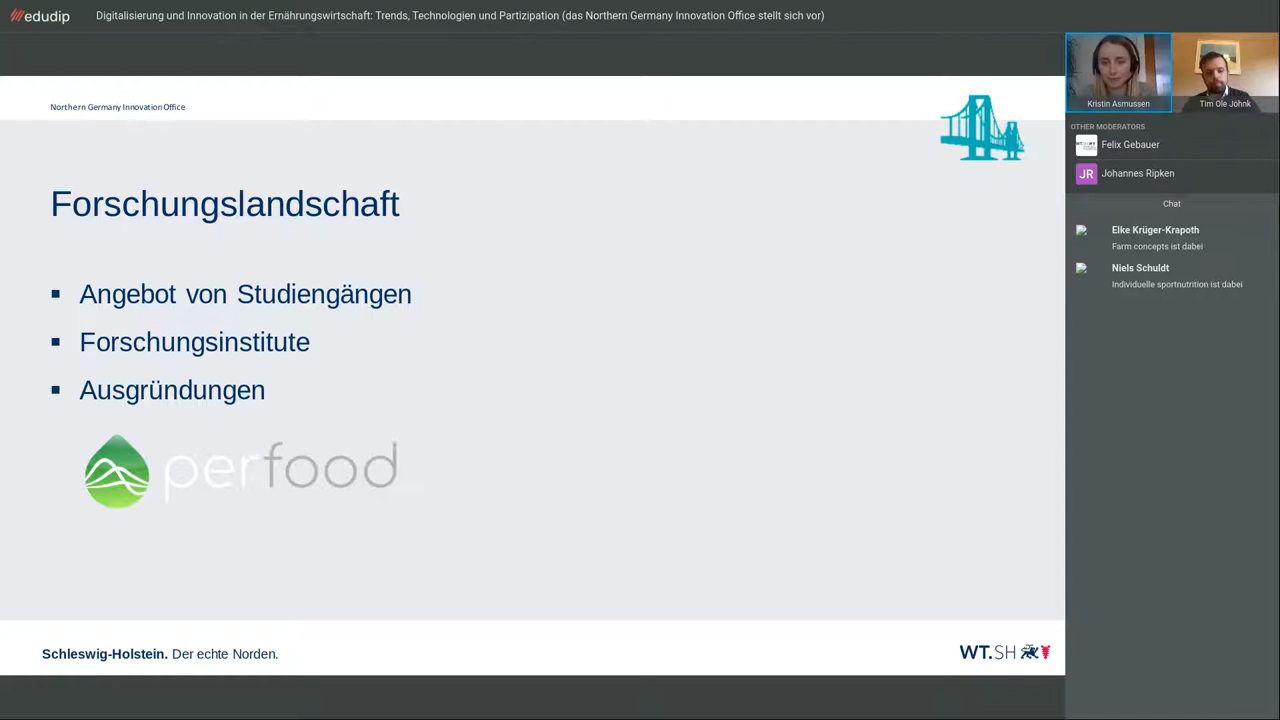 edudip
Digitalisierung und Innovation in der Ernährungswirtschaft: Trends, Technologien und Partizipation (das Northern Germany Innovation Office stellt sich vor)
Northern Germany Innovation Office
Forschungslandschaft
▪ Angebot von Studiengängen
▪ Forschungsinstitute
▪ Ausgründungen
perfood
Schleswig-Holstein. Der echte Norden.
WT.SH
Kristin Asmussen
Tim Ole Jöhnk
OTHER MODERATORS
Felix Gebauer
JR Johannes Ripken
Chat
Elke Krüger-Krapoth
Farm concepts ist dabei
Niels Schuldt
Individuelle sportnutrition ist dabei